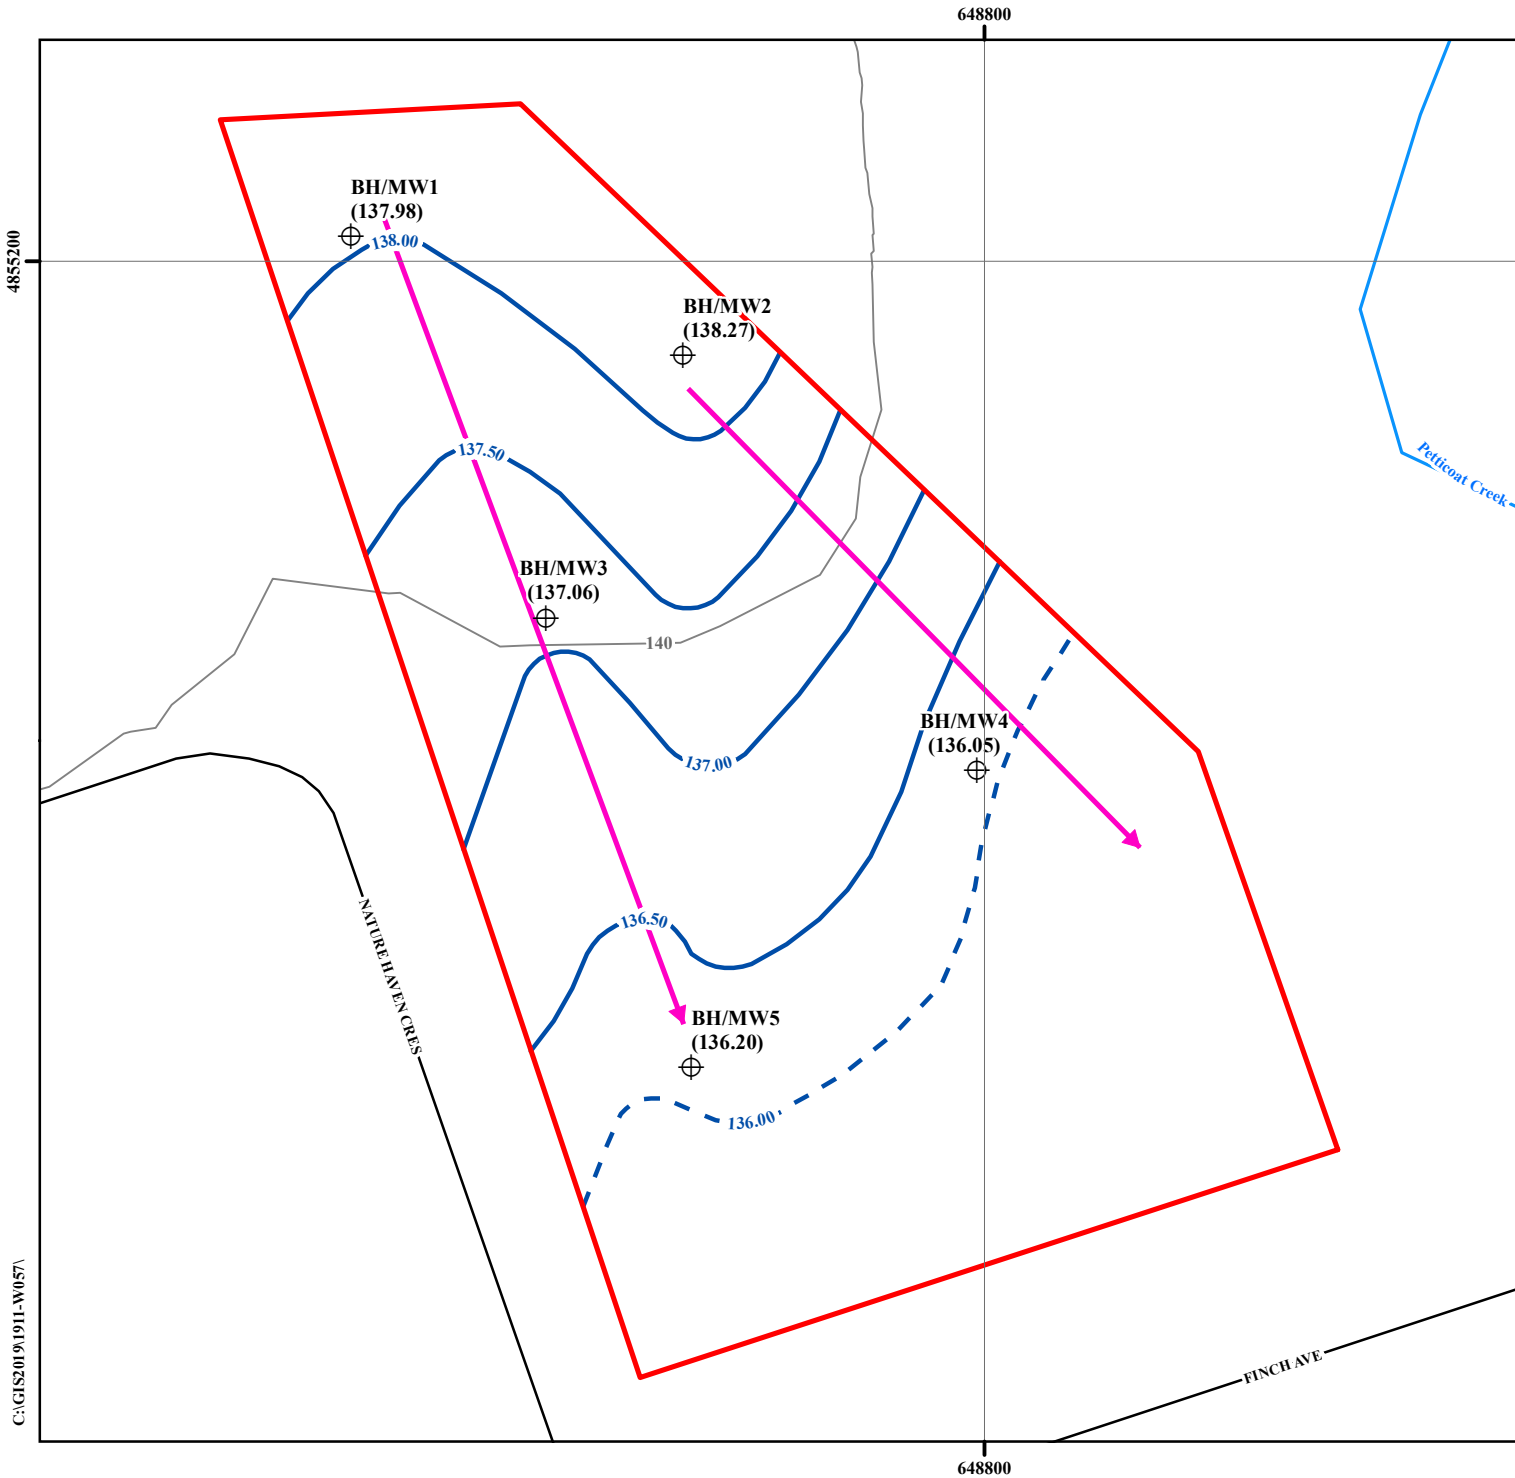 648800
4855200
BH/MW1
(137.98)
138.00
BH/MW2
(138.27)
137.50
Petticoat Creek
BH/MW3
(137.06)
140
BH/MW4
(136.05)
137.00
136.50
NATURE HAVEN CRES
BH/MW5
(136.20)
136.00
C:\GIS2019\1911-W057\
FINCH AVE
648800